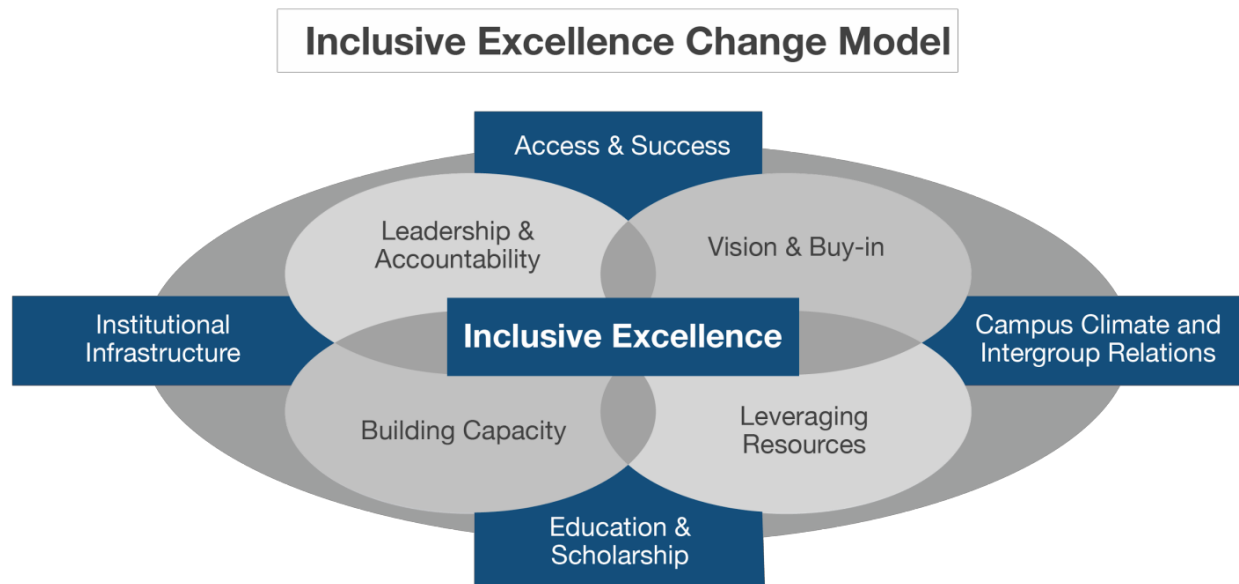 Inclusive Excellence Change Model
Access & Success
Leadership &
Accountability
Vision & Buy-in
Institutional
Infrastructure
Inclusive Excellence
Campus Climate and
Intergroup Relations
Building Capacity
Leveraging
Resources
Education &
Scholarship